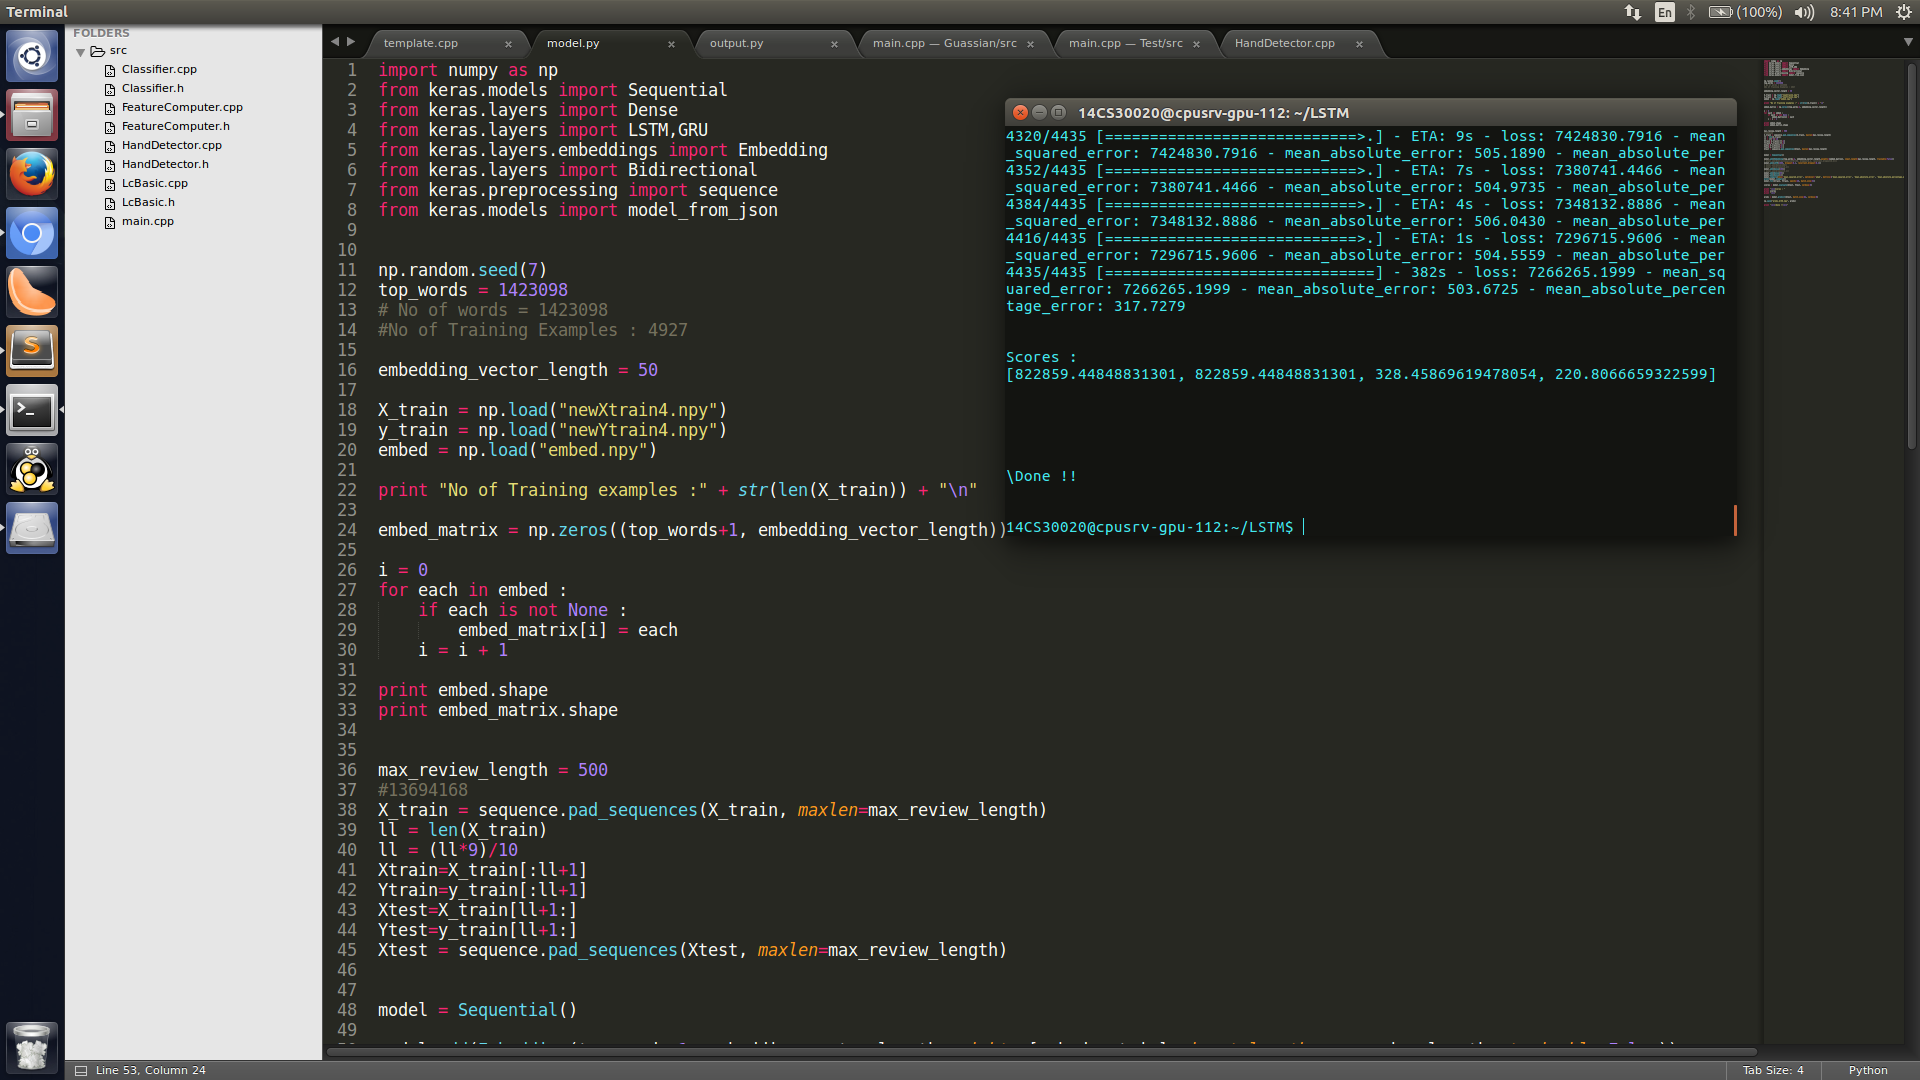 Terminal
En
(100%)
8:41 PM
FOLDERS
src
Classifier.cpp
Classifier.h
FeatureComputer.cpp
FeatureComputer.h
HandDetector.cpp
HandDetector.h
LcBasic.cpp
LcBasic.h
main.cpp
template.cpp
model.py
output.py
main.cpp — Guassian/src
main.cpp — Test/src
HandDetector.cpp
1 import numpy as np
2 from keras.models import Sequential
3 from keras.layers import Dense
4 from keras.layers import LSTM,GRU
5 from keras.layers.embeddings import Embedding
6 from keras.layers import Bidirectional
7 from keras.preprocessing import sequence
8 from keras.models import model_from_json
9
10
11 np.random.seed(7)
12 top_words = 1423098
13 # No of words = 1423098
14 #No of Training Examples : 4927
15
16 embedding_vector_length = 50
17
18 X_train = np.load("newXtrain4.npy")
19 y_train = np.load("newYtrain4.npy")
20 embed = np.load("embed.npy")
21
22 print "No of Training examples :" + str(len(X_train)) + "\n"
23
24 embed_matrix = np.zeros((top_words+1, embedding_vector_length))
25
26 i = 0
27 for each in embed :
28 if each is not None :
29 embed_matrix[i] = each
30 i = i + 1
31
32 print embed.shape
33 print embed_matrix.shape
34
35
36 max_review_length = 500
37 #13694168
38 X_train = sequence.pad_sequences(X_train, maxlen=max_review_length)
39 ll = len(X_train)
40 ll = (ll*9)/10
41 Xtrain=X_train[:ll+1]
42 Ytrain=y_train[:ll+1]
43 Xtest=X_train[ll+1:]
44 Ytest=y_train[ll+1:]
45 Xtest = sequence.pad_sequences(Xtest, maxlen=max_review_length)
46
47
48 model = Sequential()
49
14CS30020@cpusrv-gpu-112: ~/LSTM
4320/4435 [============================>.] - ETA: 9s - loss: 7424830.7916 - mean
_squared_error: 7424830.7916 - mean_absolute_error: 505.1890 - mean_absolute_per
4352/4435 [============================>.] - ETA: 7s - loss: 7380741.4466 - mean
_squared_error: 7380741.4466 - mean_absolute_error: 504.9735 - mean_absolute_per
4384/4435 [============================>.] - ETA: 4s - loss: 7348132.8886 - mean
_squared_error: 7348132.8886 - mean_absolute_error: 506.0430 - mean_absolute_per
4416/4435 [============================>.] - ETA: 1s - loss: 7296715.9606 - mean
_squared_error: 7296715.9606 - mean_absolute_error: 504.5559 - mean_absolute_per
4435/4435 [==============================] - 382s - loss: 7266265.1999 - mean_sq
uared_error: 7266265.1999 - mean_absolute_error: 503.6725 - mean_absolute_percen
tage_error: 317.7279
Scores :
[822859.44848831301, 822859.44848831301, 328.45869619478054, 220.8066659322599]
\Done !!
14CS30020@cpusrv-gpu-112:~/LSTM$
Line 53, Column 24
Tab Size: 4
Python